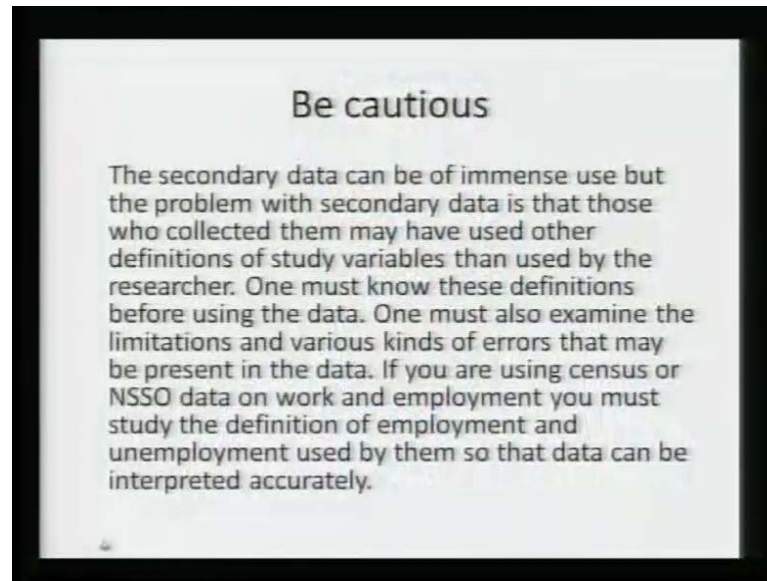 Be cautious
The secondary data can be of immense use but
the problem with secondary data is that those
who collected them may have used other
definitions of study variables than used by the
researcher. One must know these definitions
before using the data. One must also examine the
limitations and various kinds of errors that may
be present in the data. If you are using census or
NSSO data on work and employment you must
study the definition of employment and
unemployment used by them so that data can be
interpreted accurately.